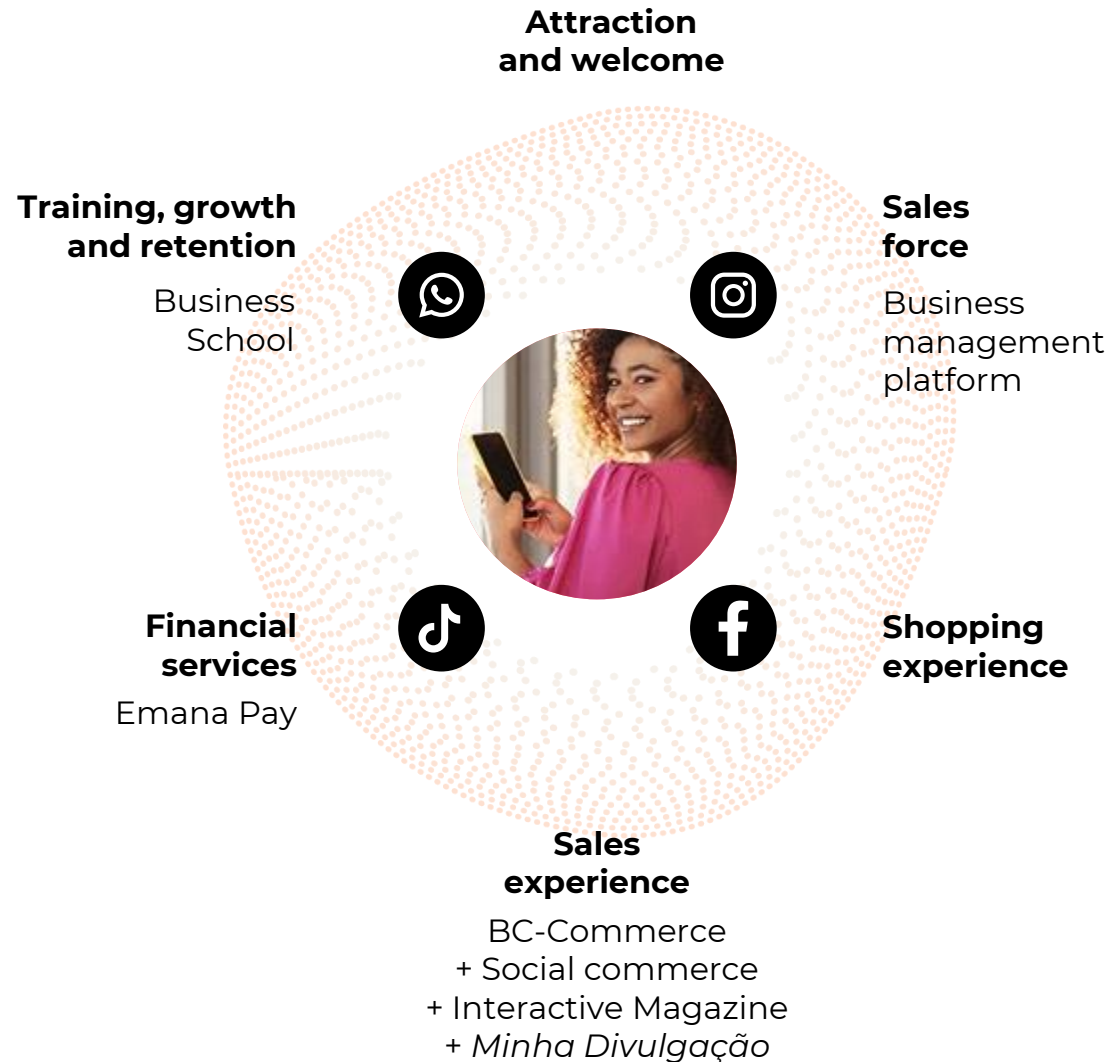 Attraction
and welcome
Training, growth
and retention
Business
School
Sales
force
Business
management
platform
Financial
services
Emana Pay
Shopping
experience
Sales
experience
BC-Commerce
+ Social commerce
+ Interactive Magazine
+ Minha Divulgação